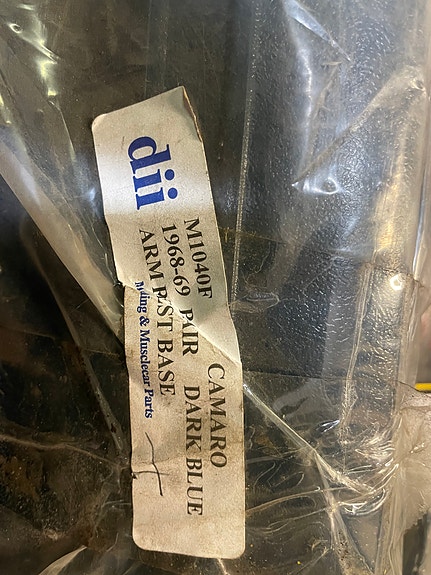 dii
M1040F CAMARO
1968-69 PAIR DARK BLUE
ARM REST BASE
& Musclecar Parts